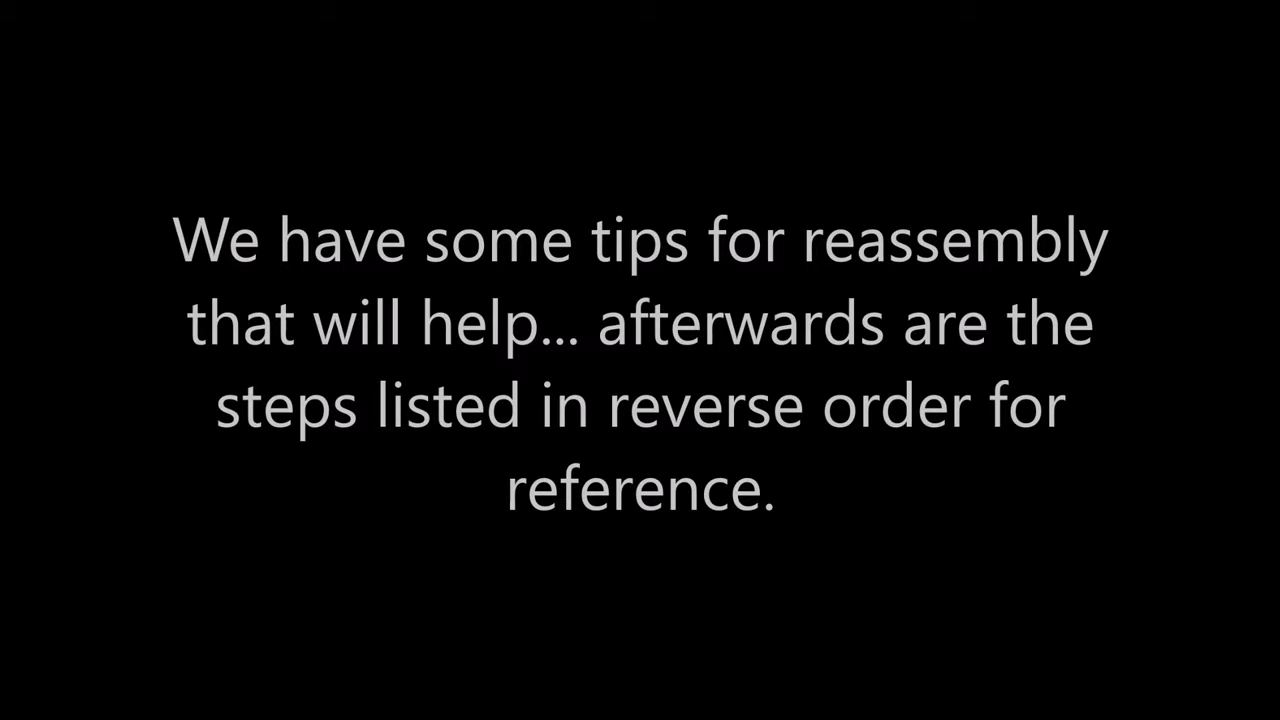 We have some tips for reassembly
that will help... afterwards are the
steps listed in reverse order for
reference.